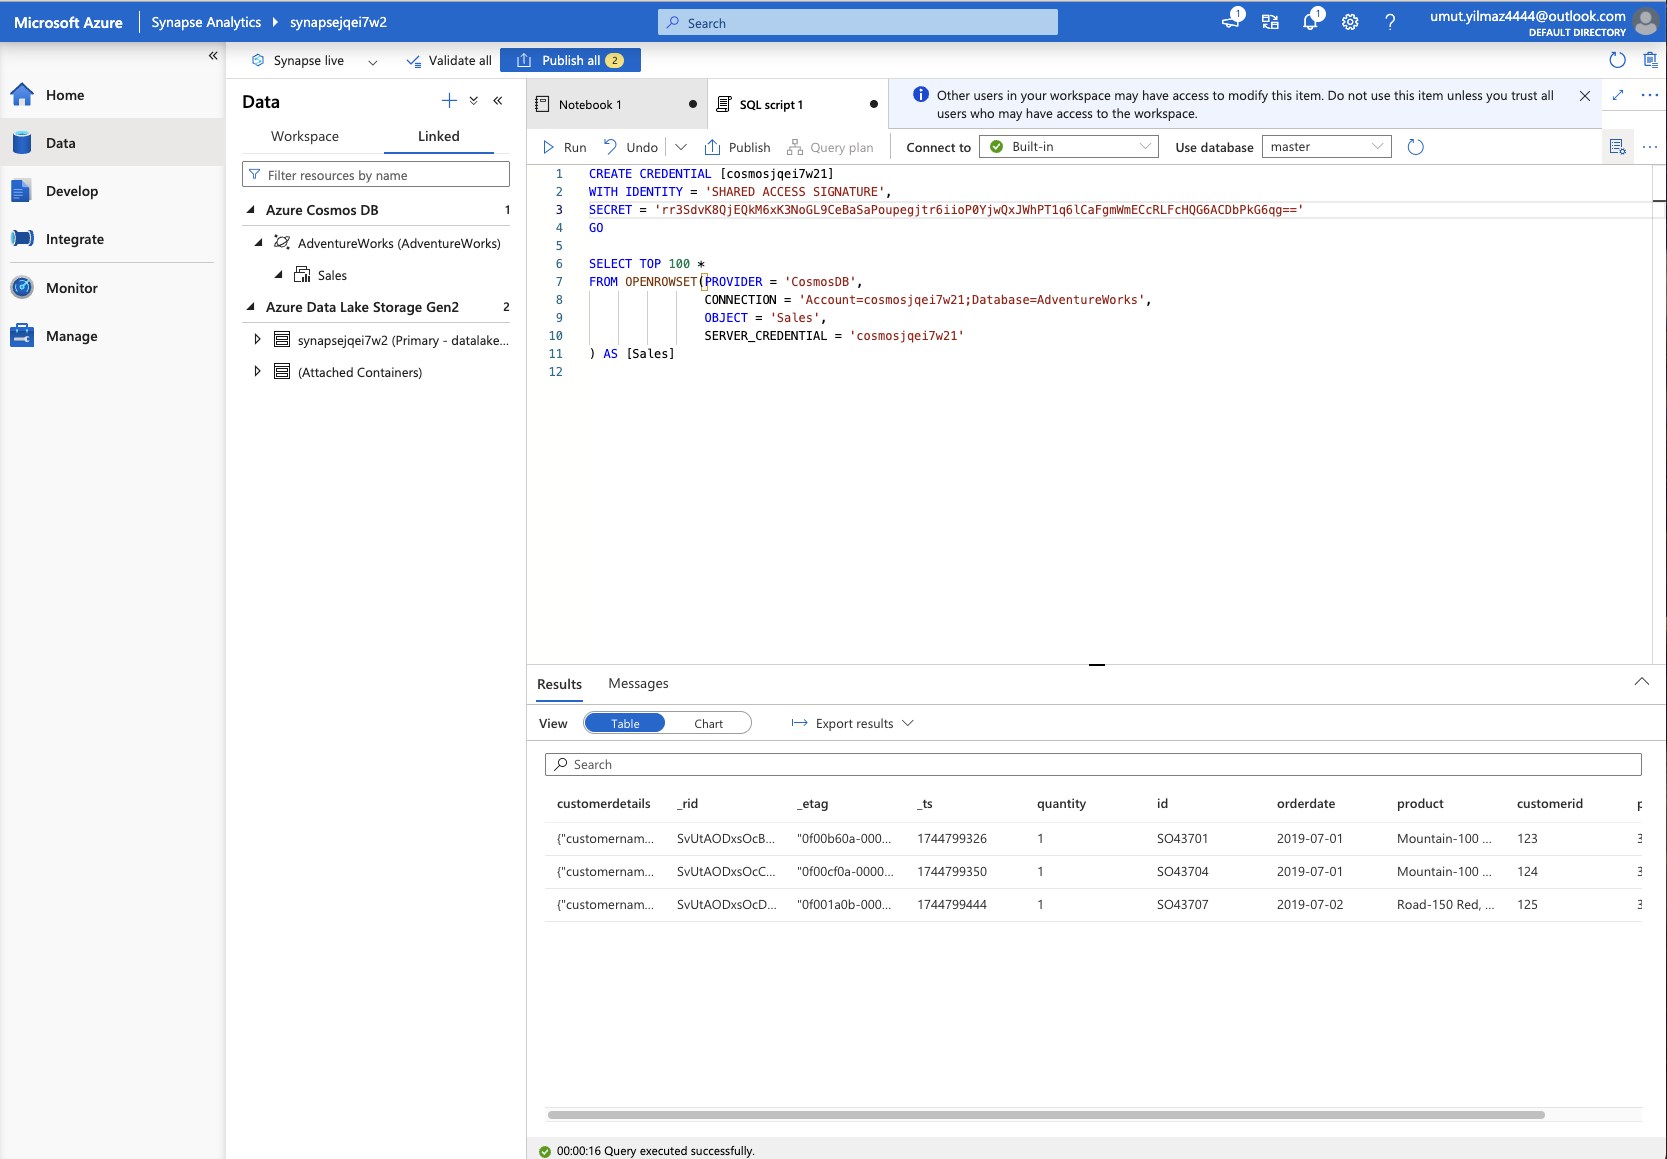 Microsoft Azure
Synapse Analytics
synapsejqei7w2
Search
1
1
umut.yilmaz4444@outlook.com
DEFAULT DIRECTORY
Synapse live
Validate all
Publish all
2
Home
Data
Develop
Integrate
Monitor
Manage
Data
Workspace
Linked
Filter resources by name
Azure Cosmos DB
1
AdventureWorks (AdventureWorks)
Sales
Azure Data Lake Storage Gen2
2
synapsejqei7w2 (Primary - datalake...
(Attached Containers)
Notebook 1
SQL script 1
Other users in your workspace may have access to modify this item. Do not use this item unless you trust all
users who may have access to the workspace.
Run
Undo
Publish
Query plan
Connect to
Built-in
Use database
master
1 CREATE CREDENTIAL [cosmosjqei7w21]
2 WITH IDENTITY = 'SHARED ACCESS SIGNATURE',
3 SECRET = 'rr3SdvK8QjEQkM6xK3NoGL9CeBaSaPoupegjtr6iioP0YjwQxJWhPT1q6lCaFgmWmECcRLFcHQG6ACDbPkG6qg=='
4 GO
5
6 SELECT TOP 100 *
7 FROM OPENROWSET(PROVIDER = 'CosmosDB',
8 CONNECTION = 'Account=cosmosjqei7w21;Database=AdventureWorks',
9 OBJECT = 'Sales',
10 SERVER_CREDENTIAL = 'cosmosjqei7w21'
11 ) AS [Sales]
12
Results
Messages
View
Table
Chart
Export results
Search
customerdetails _rid _etag _ts quantity id orderdate product customerid p
{"customernam... SvUtAODxsOcB... "0f00b60a-000... 1744799326 1 SO43701 2019-07-01 Mountain-100 ... 123 3
{"customernam... SvUtAODxsOcC... "0f00cf0a-0000... 1744799350 1 SO43704 2019-07-01 Mountain-100 ... 124 3
{"customernam... SvUtAODxsOcD... "0f001a0b-000... 1744799444 1 SO43707 2019-07-02 Road-150 Red, ... 125 3
00:00:16 Query executed successfully.